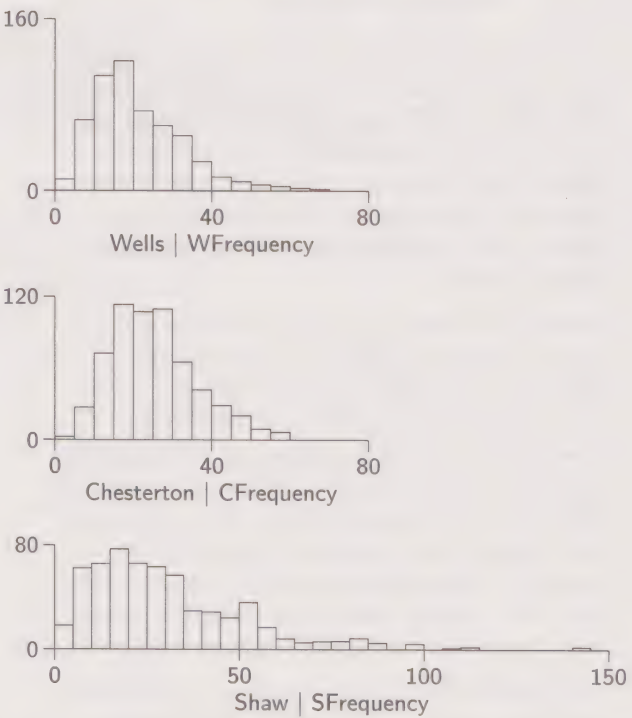 160
0
0 40 80
Wells | WFrequency
120
0
0 40 80
Chesterton | CFrequency
80
0
0 50 100 150
Shaw | SFrequency